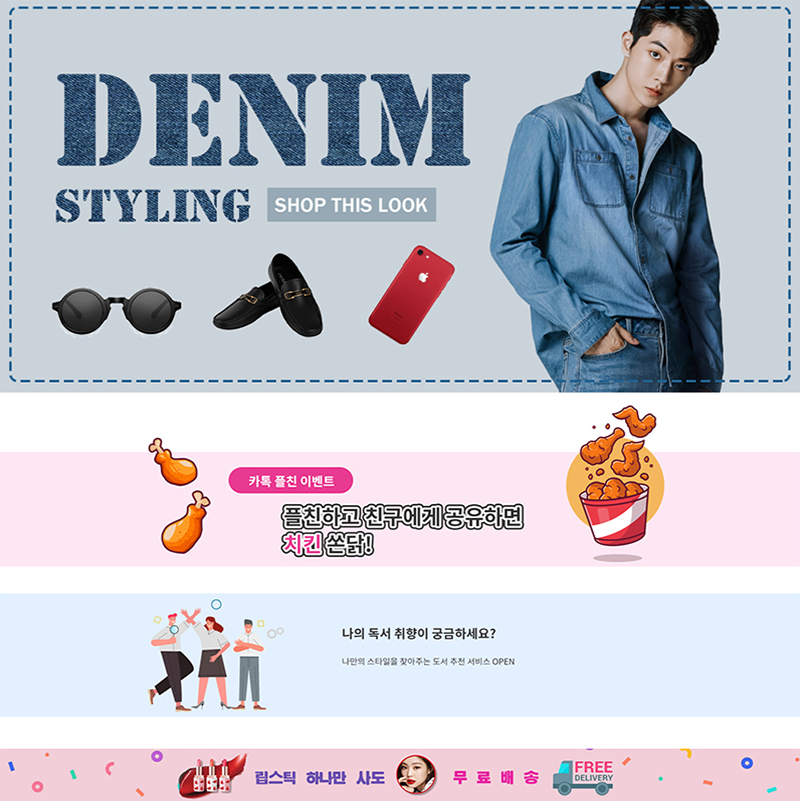 DENIM
STYLING SHOP THIS LOOK
카톡 플친 이벤트
플친하고 친구에게 공유하면
치킨 쏜닭!
나의 독서 취향이 궁금하세요?
나만의 스타일을 찾아주는 도서 추천 서비스 OPEN
립스틱 하나만 사도 무료배송 FREE
DELIVERY